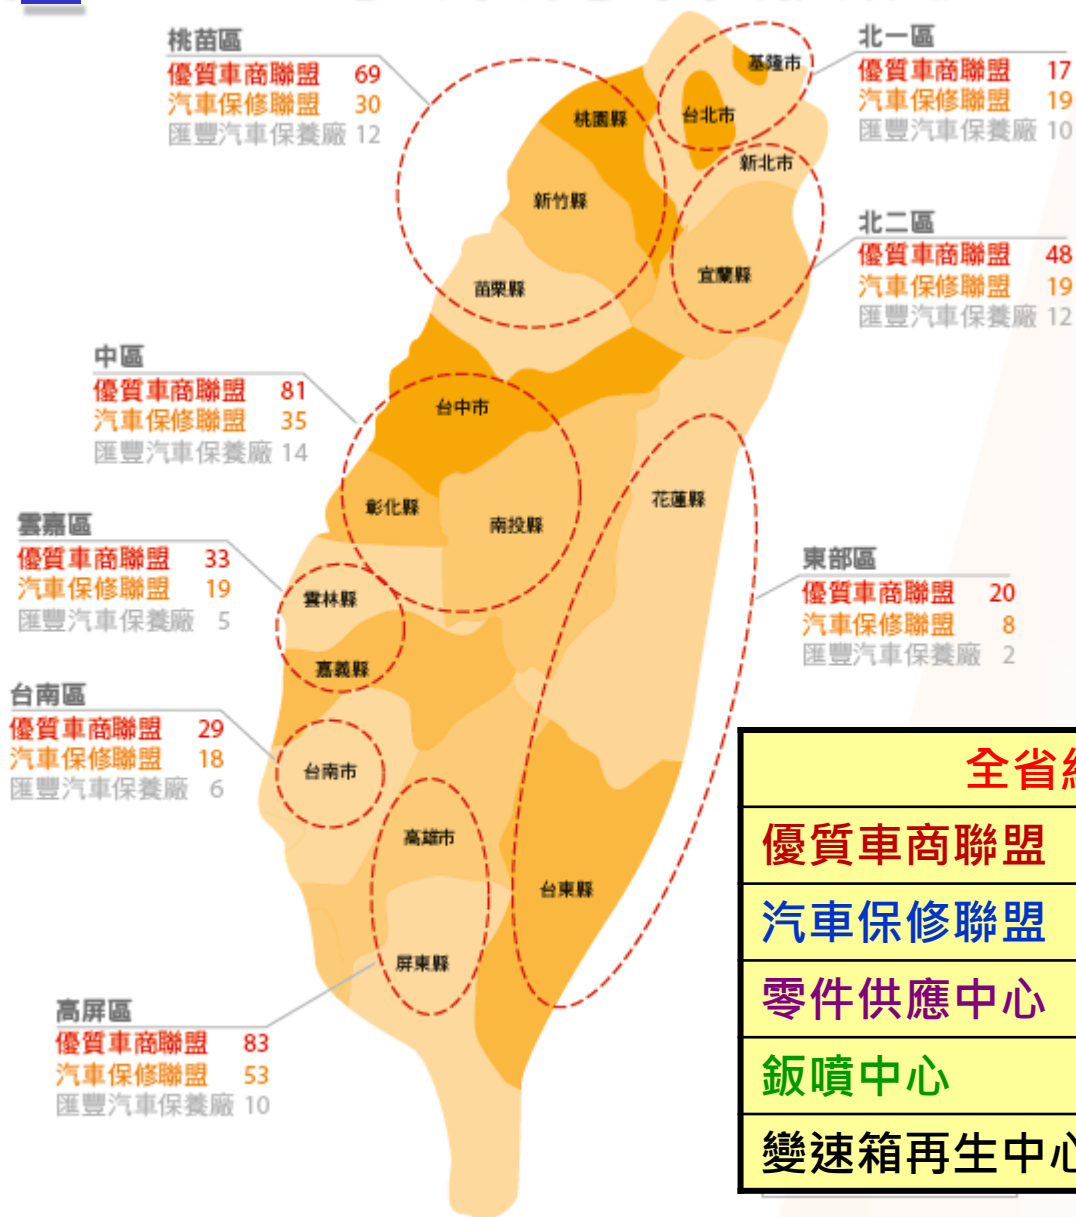 桃苗區
優質車商聯盟 69
汽車保修聯盟 30
匯豐汽車保養廠 12
北一區
優質車商聯盟 17
汽車保修聯盟 19
匯豐汽車保養廠 10
基隆市
台北市
桃園縣
新北市
新竹縣
北二區
優質車商聯盟 48
汽車保修聯盟 19
匯豐汽車保養廠 12
宜蘭縣
苗栗縣
中區
優質車商聯盟 81
汽車保修聯盟 35
匯豐汽車保養廠 14
台中市
彰化縣
南投縣
花蓮縣
雲嘉區
優質車商聯盟 33
汽車保修聯盟 19
匯豐汽車保養廠 5
雲林縣
嘉義縣
東部區
優質車商聯盟 20
汽車保修聯盟 8
匯豐汽車保養廠 2
台南區
優質車商聯盟 29
汽車保修聯盟 18
匯豐汽車保養廠 6
台南市
高雄市
台東縣
屏東縣
高屏區
優質車商聯盟 83
汽車保修聯盟 53
匯豐汽車保養廠 10
全省
優質車商聯盟
汽車保修聯盟
零件供應中心
鈑噴中心
變速箱再生中心